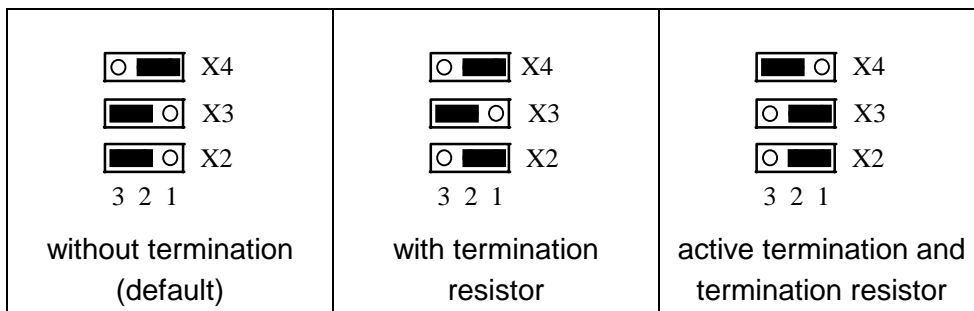 X4
X3
X2
3 2 1
without termination
(default)
X4
X3
X2
3 2 1
with termination
resistor
X4
X3
X2
3 2 1
active termination and
termination resistor